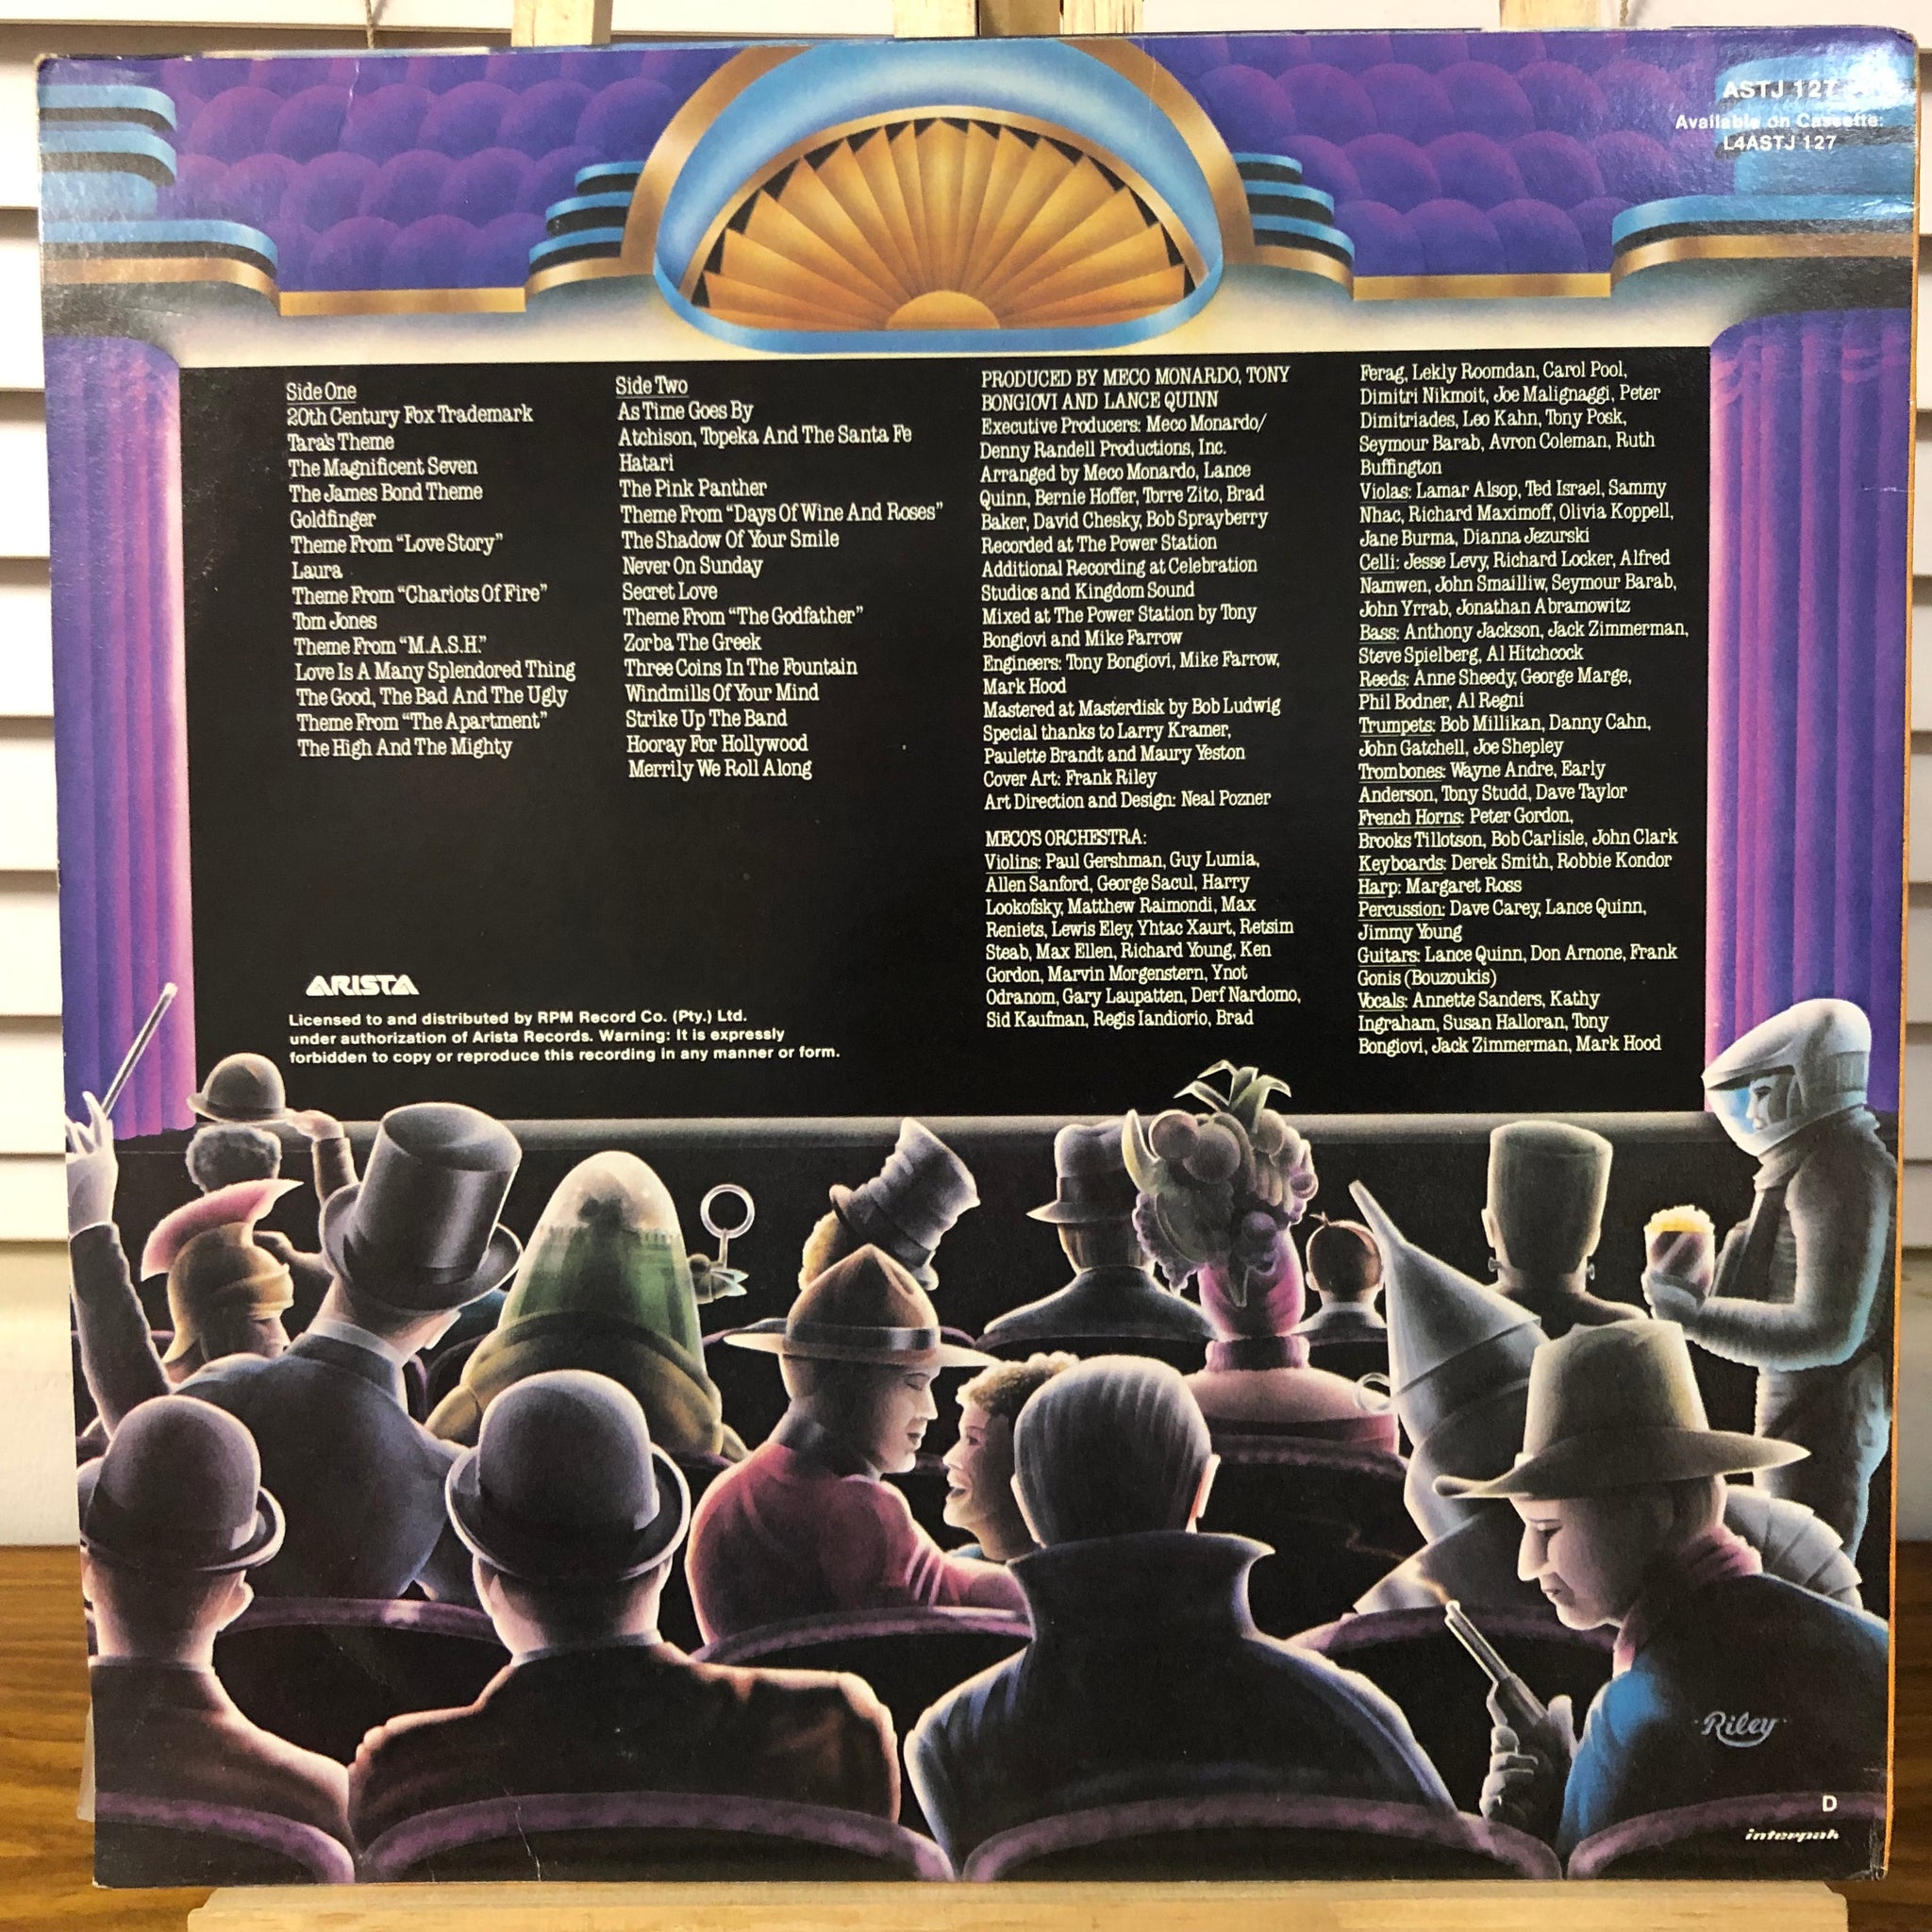 ASTJ 127
Available on Cassette:
L4ASTJ 127
Side One
20th Century Fox Trademark
Tara's Theme
The Magnificent Seven
The James Bond Theme
Goldfinger
Theme From “Love Story”
Laura
Theme From “Chariots Of Fire”
Tom Jones
Theme From “M.A.S.H.”
Love Is A Many Splendored Thing
The Good, The Bad And The Ugly
Theme From “The Apartment”
The High And The Mighty
Side Two
As Time Goes By
Atchison, Topeka And The Santa Fe
Hatari
The Pink Panther
Theme From “Days Of Wine And Roses”
The Shadow Of Your Smile
Never On Sunday
Secret Love
Theme From “The Godfather”
Zorba The Greek
Three Coins In The Fountain
Windmills Of Your Mind
Strike Up The Band
Hooray For Hollywood
Merrily We Roll Along
PRODUCED BY MECO MONARDO, TONY
BONGIOVI AND LANCE QUINN
Executive Producers: Meco Monardo/
Denny Randell Productions, Inc.
Arranged by Meco Monardo, Lance
Quinn, Bernie Hoffer, Torre Zito, Brad
Baker, David Chesky, Bob Sprayberry
Recorded at The Power Station
Additional Recording at Celebration
Studios and Kingdom Sound
Mixed at The Power Station by Tony
Bongiovi and Mike Farrow
Engineers: Tony Bongiovi, Mike Farrow,
Mark Hood
Mastered at Masterdisk by Bob Ludwig
Special thanks to Larry Kramer,
Paulette Brandt and Maury Yeston
Cover Art: Frank Riley
Art Direction and Design: Neal Pozner
MECO'S ORCHESTRA:
Violins: Paul Gershman, Guy Lumia,
Allen Sanford, George Sacul, Harry
Lookofsky, Matthew Raimondi, Max
Reniets, Lewis Eley, Yhtac Xaurt, Retsim
Steab, Max Ellen, Richard Young, Ken
Gordon, Marvin Morgenstern, Ynot
Odranom, Gary Laupatten, Derf Nardomo,
Sid Kaufman, Regis Iandiorio, Brad
Ferag, Lekly Roomdan, Carol Pool,
Dimitri Nikmoit, Joe Malignaggi, Peter
Dimitriades, Leo Kahn, Tony Posk,
Seymour Barab, Avron Coleman, Ruth
Buffington
Violas: Lamar Alsop, Ted Israel, Sammy
Nhac, Richard Maximoff, Olivia Koppell,
Jane Burma, Dianna Jezurski
Celli: Jesse Levy, Richard Locker, Alfred
Namwen, John Smailliw, Seymour Barab,
John Yrrab, Jonathan Abramowitz
Bass: Anthony Jackson, Jack Zimmerman,
Steve Spielberg, Al Hitchcock
Reeds: Anne Sheedy, George Marge,
Phil Bodner, Al Regni
Trumpets: Bob Millikan, Danny Cahn,
John Gatchell, Joe Shepley
Trombones: Wayne Andre, Early
Anderson, Tony Studd, Dave Taylor
French Horns: Peter Gordon,
Brooks Tillotson, Bob Carlisle, John Clark
Keyboards: Derek Smith, Robbie Kondor
Harp: Margaret Ross
Percussion: Dave Carey, Lance Quinn,
Jimmy Young
Guitars: Lance Quinn, Don Arnone, Frank
Gonis (Bouzoukis)
Vocals: Annette Sanders, Kathy
Ingraham, Susan Halloran, Tony
Bongiovi, Jack Zimmerman, Mark Hood
ARISTA
Licensed to and distributed by RPM Record Co. (Pty.) Ltd.
under authorization of Arista Records. Warning: It is expressly
forbidden to copy or reproduce this recording in any manner or form.
Riley
D
interpak